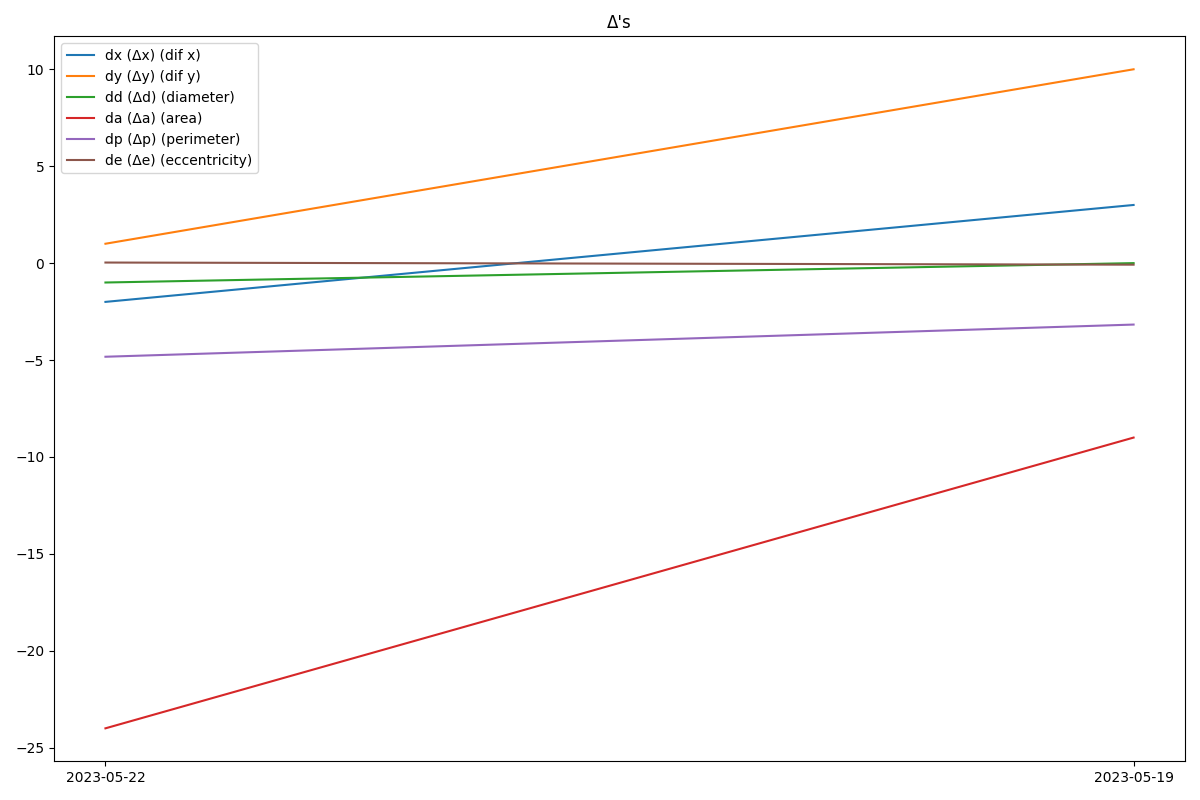 Δ's
dx (Δx) (dif x)
dy (Δy) (dif y)
dd (Δd) (diameter)
da (Δa) (area)
dp (Δp) (perimeter)
de (Δe) (eccentricity)
10
5
0
−5
−10
−15
−20
−25
2023-05-22
2023-05-19